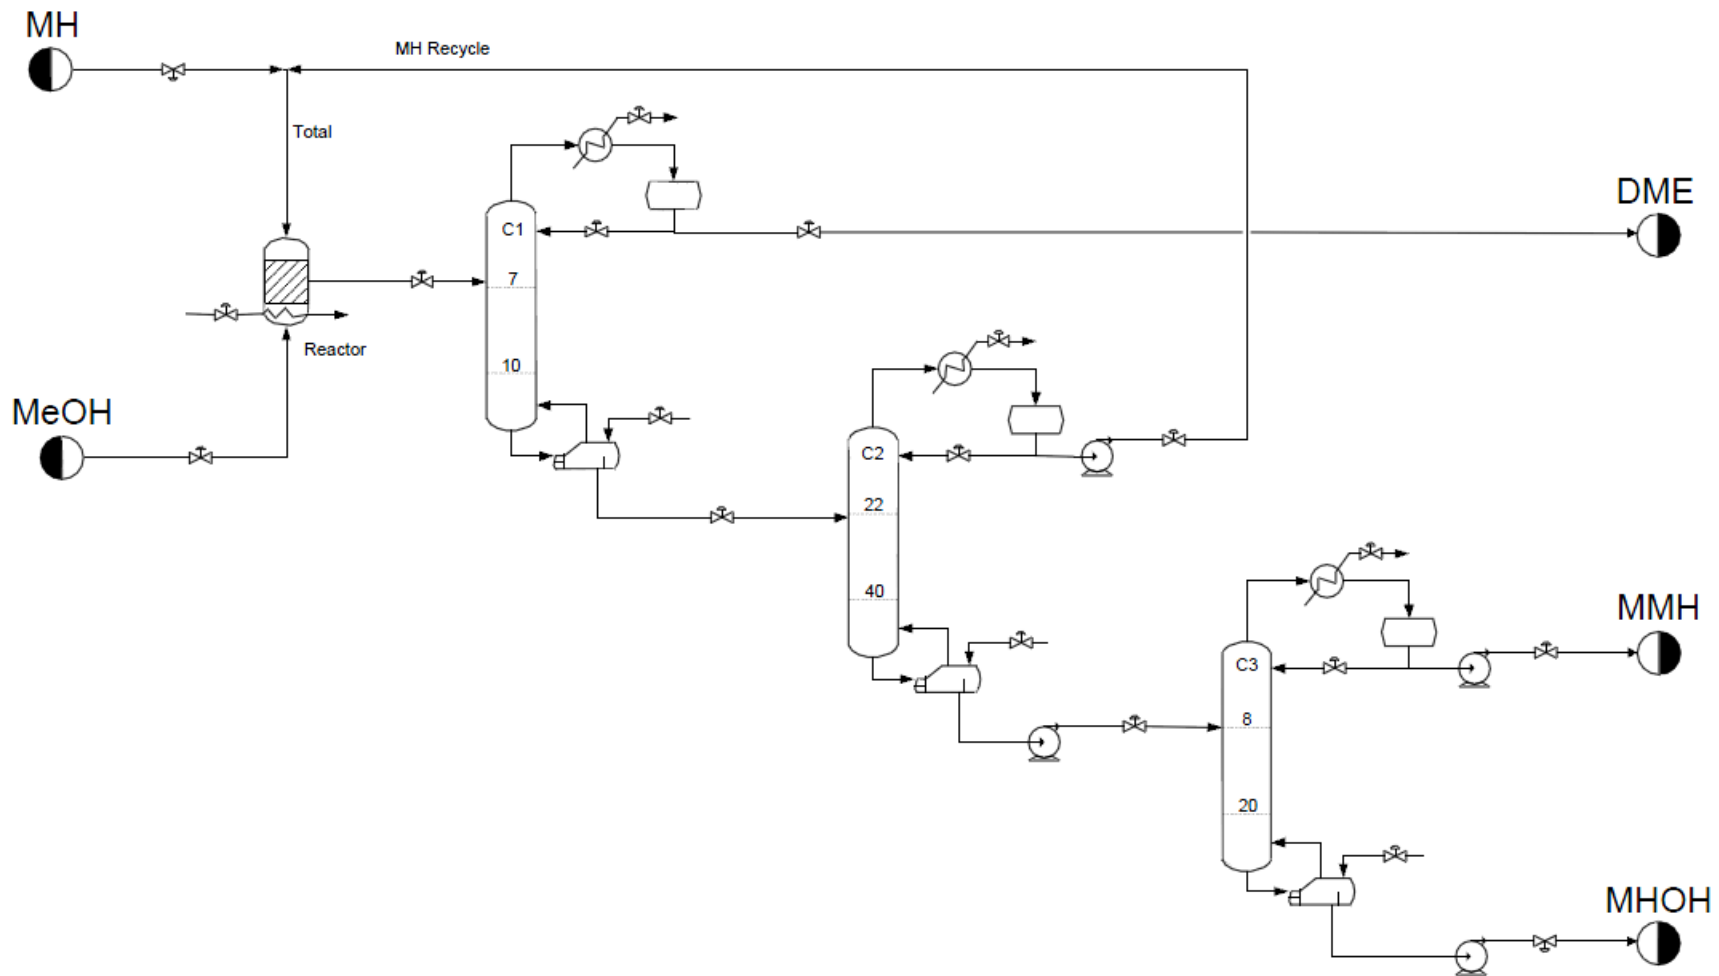 MH
MH Recycle
Total
DME
C1
7
Reactor
10
MeOH
C2
22
40
MMH
C3
8
20
MHOH